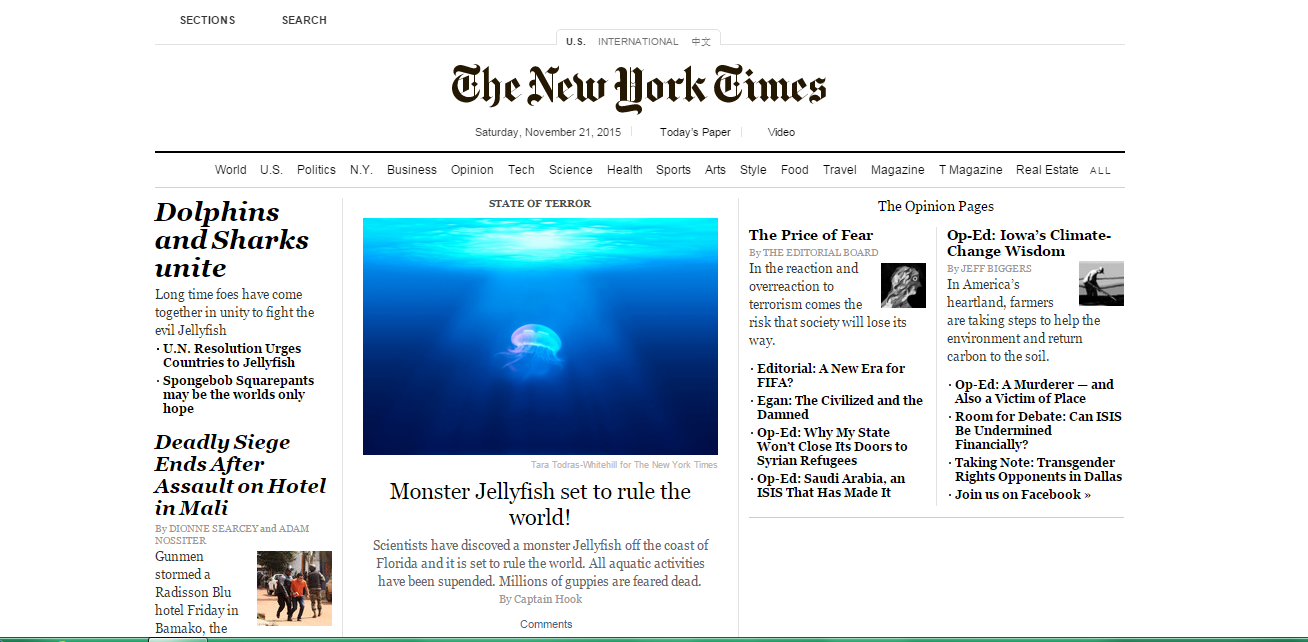 SECTIONS SEARCH
U.S. INTERNATIONAL 中文
The New York Times
Saturday, November 21, 2015 Today's Paper Video
World U.S. Politics N.Y. Business Opinion Tech Science Health Sports Arts Style Food Travel Magazine T Magazine Real Estate ALL
Dolphins
and Sharks
unite
Long time foes have come
together in unity to fight the
evil Jellyfish
· U.N. Resolution Urges
Countries to Jellyfish
· Spongebob Squarepants
may be the worlds only
hope
Deadly Siege
Ends After
Assault on Hotel
in Mali
By DIONNE SEARCEY and ADAM
NOSSITER
Gunmen
stormed a
Radisson Blu
hotel Friday in
Bamako, the
STATE OF TERROR
Tara Todras-Whitehill for The New York Times
Monster Jellyfish set to rule the
world!
Scientists have discovered a monster Jellyfish off the coast of
Florida and it is set to rule the world. All aquatic activities
have been supended. Millions of guppies are feared dead.
By Captain Hook
Comments
The Opinion Pages
The Price of Fear
By THE EDITORIAL BOARD
In the reaction and
overreaction to
terrorism comes the
risk that society will lose its
way.
· Editorial: A New Era for
FIFA?
· Egan: The Civilized and the
Damned
· Op-Ed: Why My State
Won't Close Its Doors to
Syrian Refugees
· Op-Ed: Saudi Arabia, an
ISIS That Has Made It
Op-Ed: Iowa's Climate-
Change Wisdom
By JEFF BIGGERS
In America's
heartland, farmers
are taking steps to help the
environment and return
carbon to the soil.
· Op-Ed: A Murderer — and
Also a Victim of Place
· Room for Debate: Can ISIS
Be Undermined
Financially?
· Taking Note: Transgender
Rights Opponents in Dallas
· Join us on Facebook »